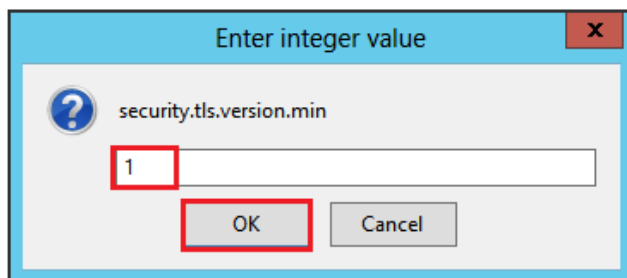 Enter integer value
x
security.tls.version.min
1
OK Cancel